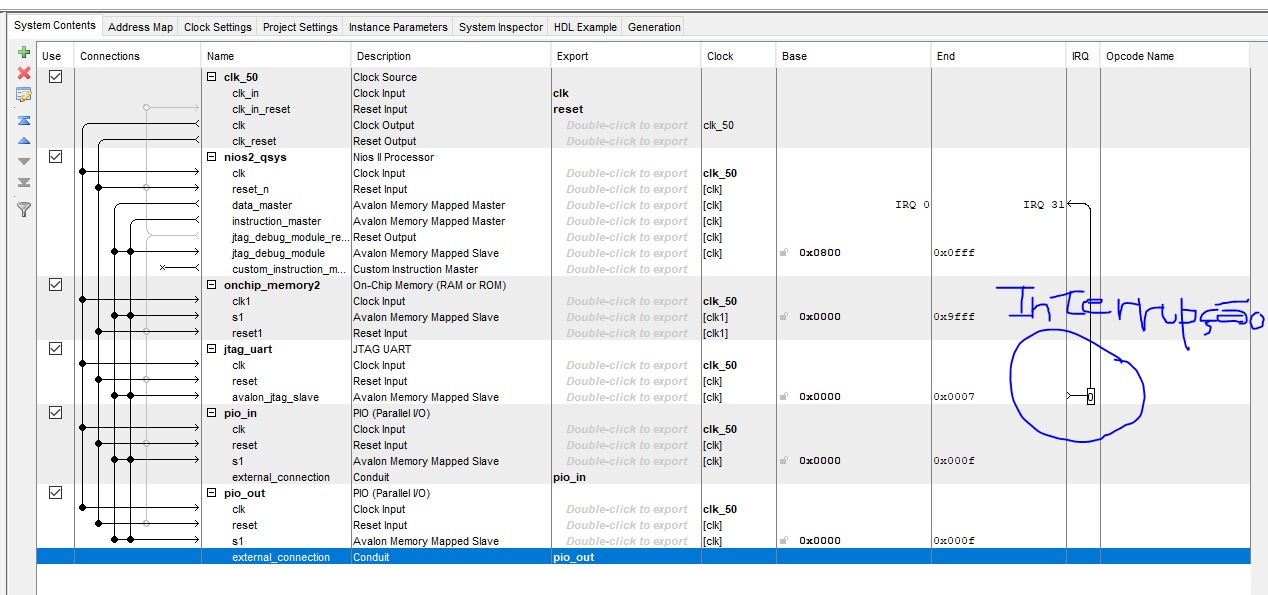 System Contents Address Map Clock Settings Project Settings Instance Parameters System Inspector HDL Example Generation
Use Connections Name Description Export Clock Base End IRQ Opcode Name
clk_50 Clock Source
clk_in Clock Input clk
clk_in_reset Reset Input reset
clk Clock Output Double-click to export clk_50
clk_reset Reset Output Double-click to export
nios2_qsys Nios II Processor
clk Clock Input Double-click to export clk_50
reset_n Reset Input Double-click to export [clk]
data_master Avalon Memory Mapped Master Double-click to export [clk] IRQ 0 IRQ 31
instruction_master Avalon Memory Mapped Master Double-click to export [clk]
jtag_debug_module_re... Reset Output Double-click to export [clk]
jtag_debug_module Avalon Memory Mapped Slave Double-click to export [clk] 0x0800 0x0fff
custom_instruction_m... Custom Instruction Master Double-click to export
onchip_memory2 On-Chip Memory (RAM or ROM)
clk1 Clock Input Double-click to export clk_50
s1 Avalon Memory Mapped Slave Double-click to export [clk1] 0x0000 0x9fff
reset1 Reset Input Double-click to export [clk1]
jtag_uart JTAG UART
clk Clock Input Double-click to export clk_50
reset Reset Input Double-click to export [clk]
avalon_jtag_slave Avalon Memory Mapped Slave Double-click to export [clk] 0x0000 0x0007 0
pio_in PIO (Parallel I/O)
clk Clock Input Double-click to export clk_50
reset Reset Input Double-click to export [clk]
s1 Avalon Memory Mapped Slave Double-click to export [clk] 0x0000 0x000f
external_connection Conduit pio_in
pio_out PIO (Parallel I/O)
clk Clock Input Double-click to export clk_50
reset Reset Input Double-click to export [clk]
s1 Avalon Memory Mapped Slave Double-click to export [clk] 0x0000 0x000f
external_connection Conduit pio_out